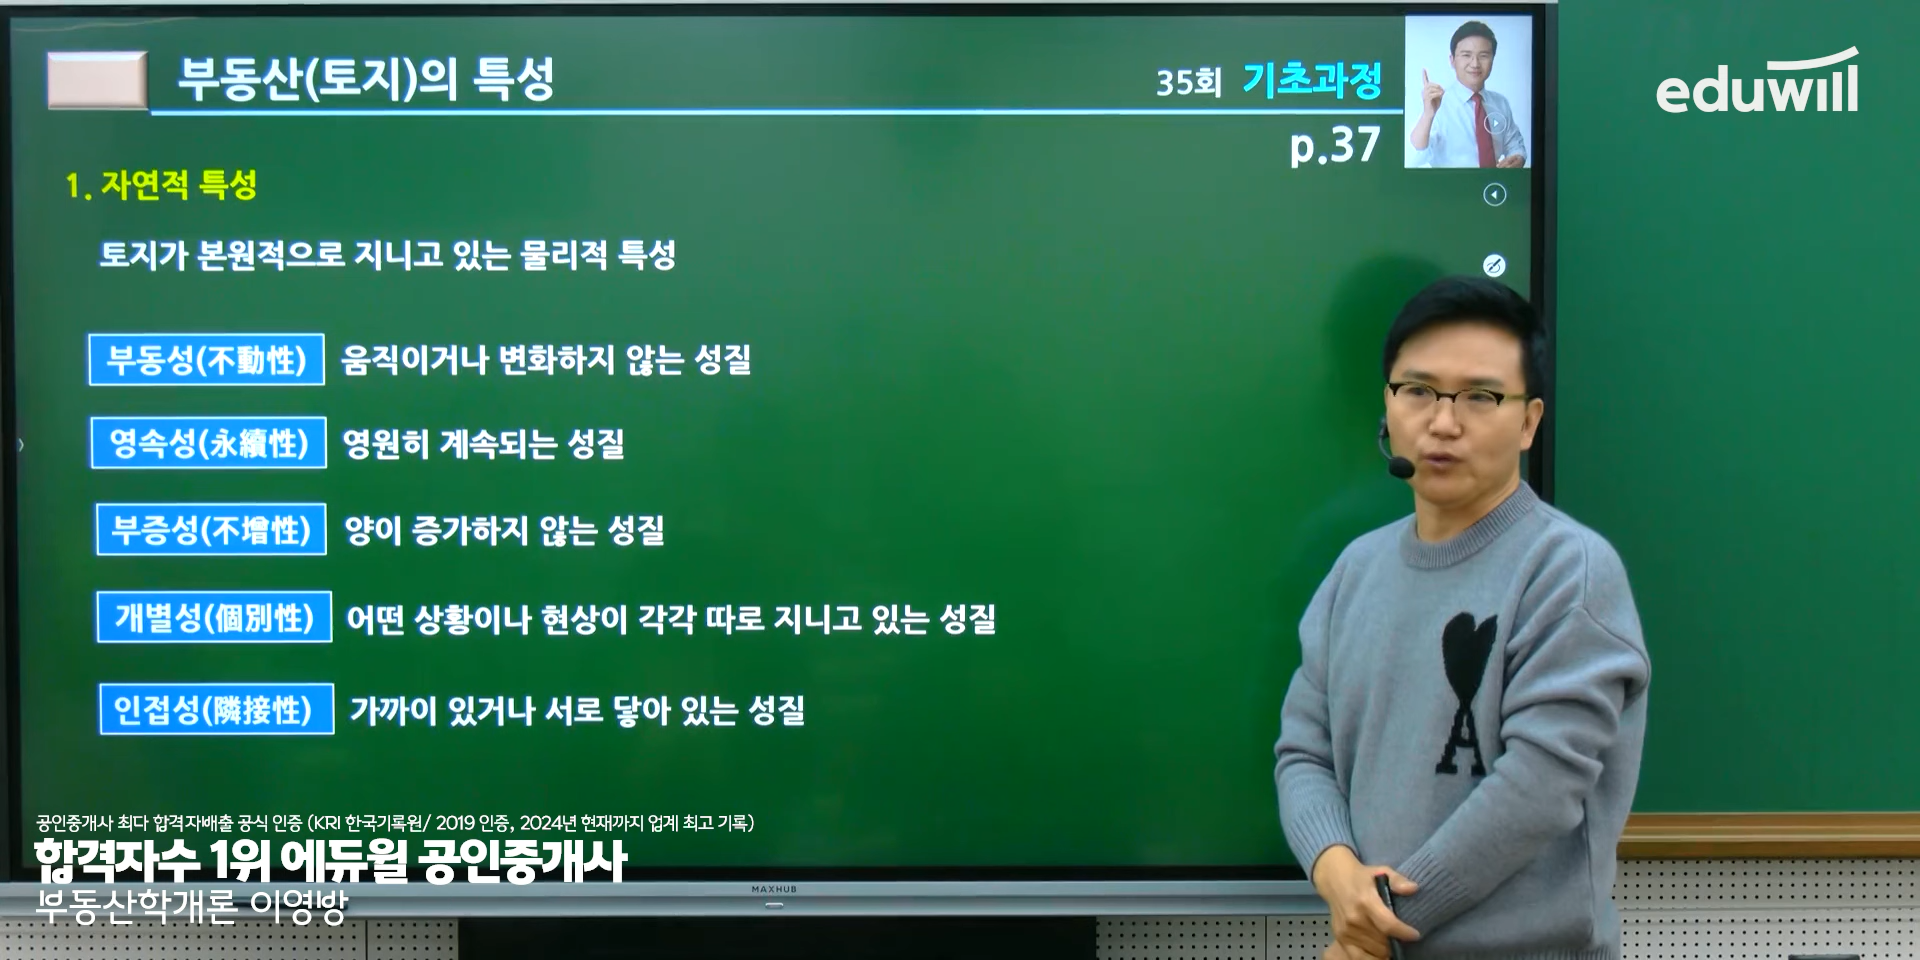 부동산(토지)의 특성
35회 기초과정
p.37
eduwill
1. 자연적 특성
토지가 본원적으로 지니고 있는 물리적 특성
부동성(不動性) 움직이거나 변화하지 않는 성질
영속성(永續性) 영원히 계속되는 성질
부증성(不增性) 양이 증가하지 않는 성질
개별성(個別性) 어떤 상황이나 현상이 각각 따로 지니고 있는 성질
인접성(隣接性) 가까이 있거나 서로 닿아 있는 성질
A
공인중개사 최다 합격자배출 공식 인증 (KRI 한국기록원/ 2019 인증, 2024년 현재까지 업계 최고 기록)
합격자수 1위 에듀윌 공인중개사
부동산학개론 이영방
MAXHUB